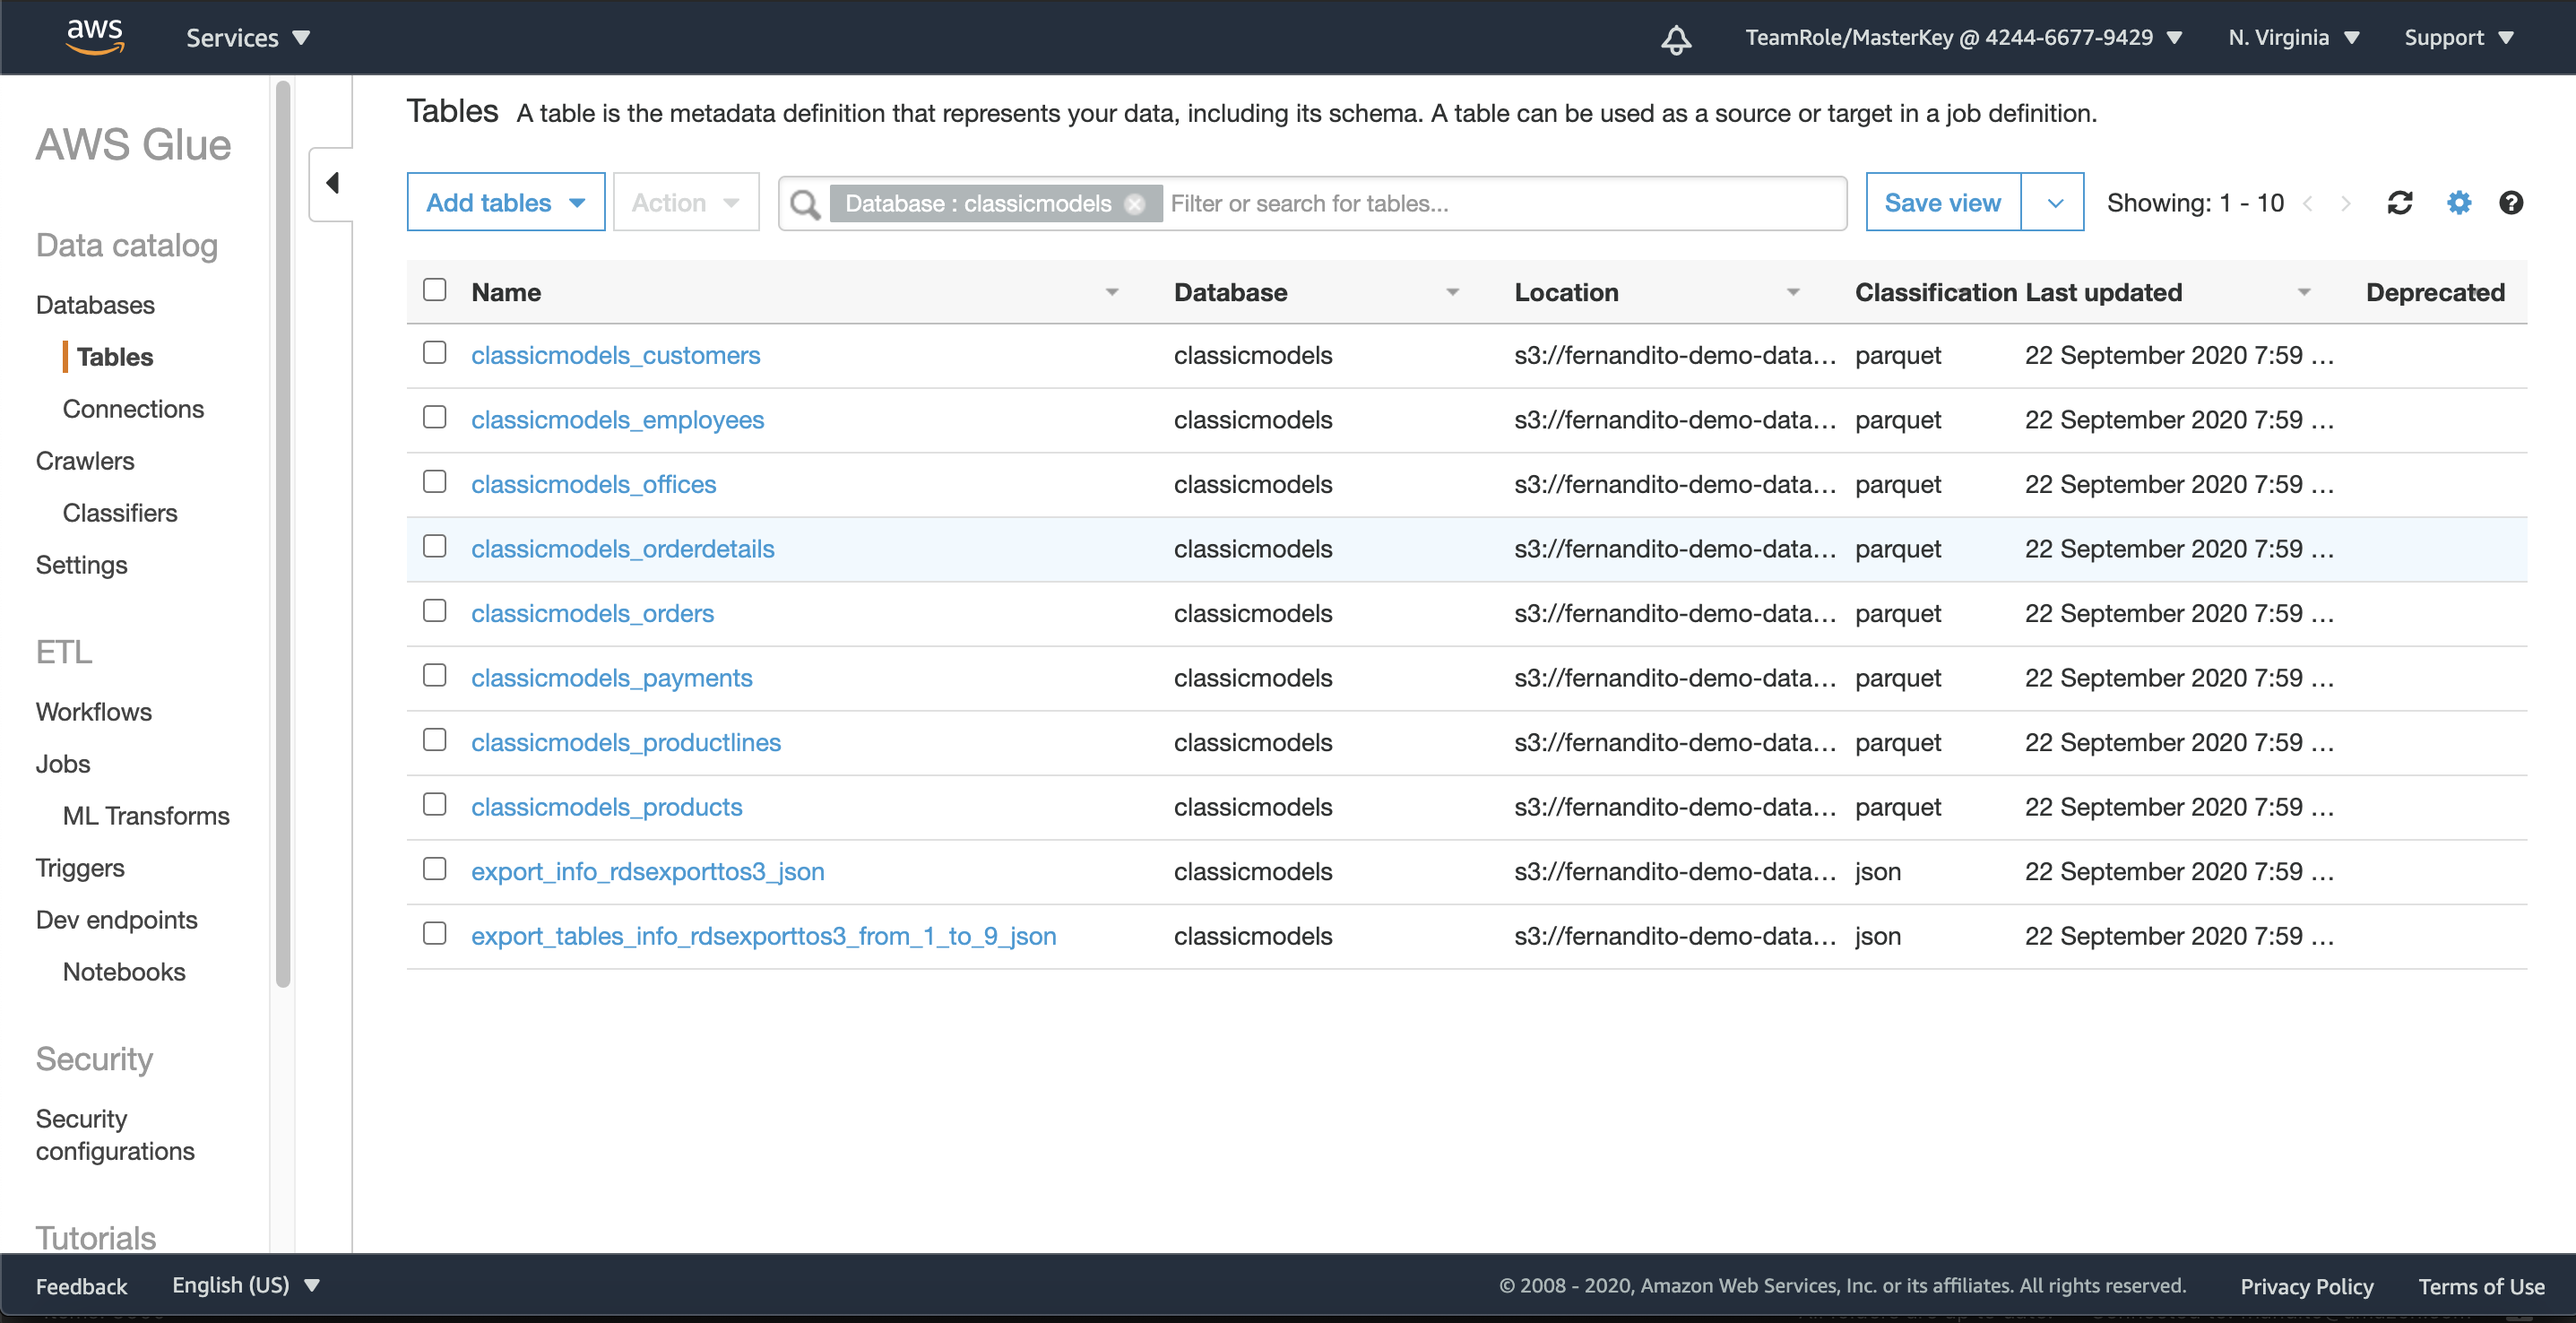 aws Services TeamRole/MasterKey @ 4244-6677-9429 N. Virginia Support
AWS Glue
Data catalog
Databases
Tables
Connections
Crawlers
Classifiers
Settings
ETL
Workflows
Jobs
ML Transforms
Triggers
Dev endpoints
Notebooks
Security
Security
configurations
Tutorials
Tables A table is the metadata definition that represents your data, including its schema. A table can be used as a source or target in a job definition.
Add tables Action Database : classicmodels Filter or search for tables... Save view Showing: 1 - 10
Name Database Location Classification Last updated Deprecated
classicmodels_customers classicmodels s3://fernandito-demo-data… parquet 22 September 2020 7:59 …
classicmodels_employees classicmodels s3://fernandito-demo-data… parquet 22 September 2020 7:59 …
classicmodels_offices classicmodels s3://fernandito-demo-data… parquet 22 September 2020 7:59 …
classicmodels_orderdetails classicmodels s3://fernandito-demo-data… parquet 22 September 2020 7:59 …
classicmodels_orders classicmodels s3://fernandito-demo-data… parquet 22 September 2020 7:59 …
classicmodels_payments classicmodels s3://fernandito-demo-data… parquet 22 September 2020 7:59 …
classicmodels_productlines classicmodels s3://fernandito-demo-data… parquet 22 September 2020 7:59 …
classicmodels_products classicmodels s3://fernandito-demo-data… parquet 22 September 2020 7:59 …
export_info_rdsexporttos3_json classicmodels s3://fernandito-demo-data… json 22 September 2020 7:59 …
export_tables_info_rdsexporttos3_from_1_to_9_json classicmodels s3://fernandito-demo-data… json 22 September 2020 7:59 …
Feedback English (US) © 2008 - 2020, Amazon Web Services, Inc. or its affiliates. All rights reserved. Privacy Policy Terms of Use